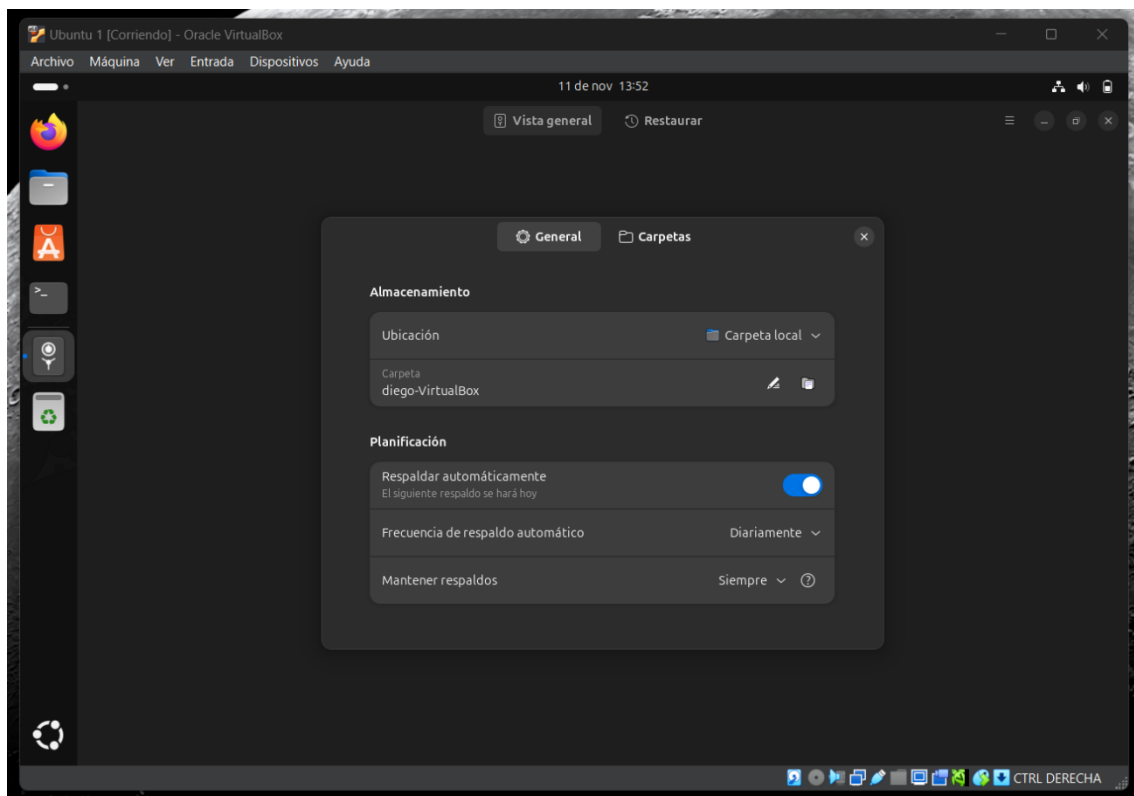 Ubuntu 1 [Corriendo] - Oracle VirtualBox
Archivo Máquina Ver Entrada Dispositivos Ayuda
11 de nov 13:52
Vista general Restaurar
General Carpetas
Almacenamiento
Ubicación Carpeta local
Carpeta
diego-VirtualBox
Planificación
Respaldar automáticamente
El siguiente respaldo se hará hoy
Frecuencia de respaldo automático Diariamente
Mantener respaldos Siempre
CTRL DERECHA